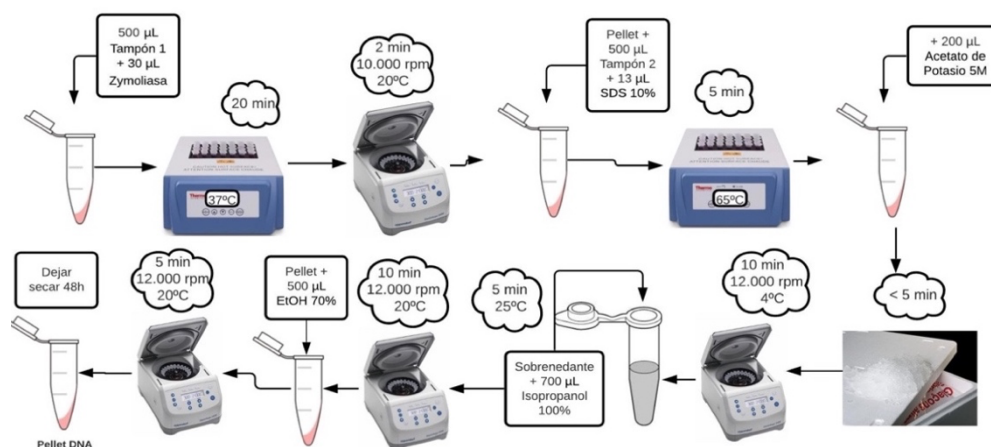 500 µL
Tampón 1
+ 30 µL
Zymoliasa
20 min
37ºC
2 min
10.000 rpm
20ºC
Pellet +
500 µL
Tampón 2
+ 13 µL
SDS 10%
5 min
65ºC
+ 200 µL
Acetato de
Potasio 5M
< 5 min
10 min
12.000 rpm
4ºC
Sobrenedante
+ 700 µL
Isopropanol
100%
5 min
25ºC
10 min
12.000 rpm
20ºC
Pellet +
500 µL
EtOH 70%
5 min
12.000 rpm
20ºC
Dejar
secar 48h
Pellet DNA